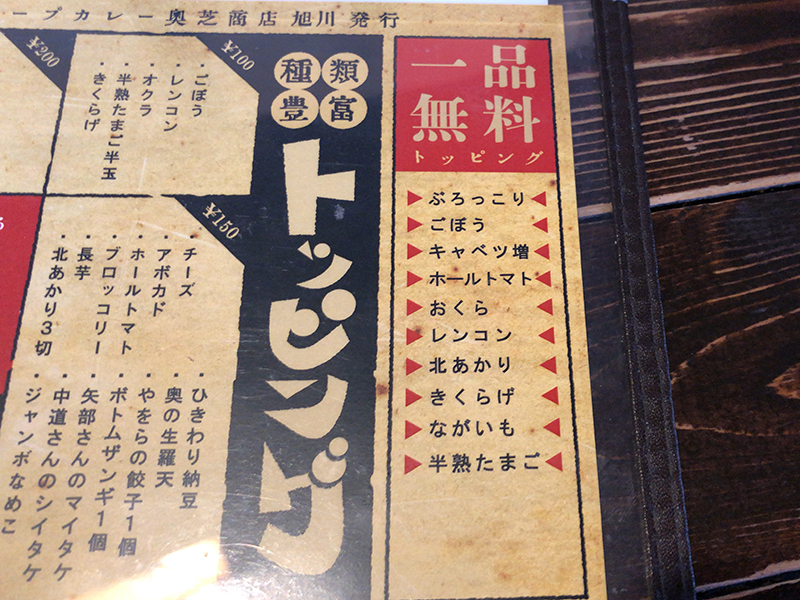 ープカレー奥芝商店 旭川 発行
一品
無料
トッピング
ぶろっこり
ごぼう
キャベツ増
ホールトマト
おくら
レンコン
北あかり
きくらげ
ながいも
半熟たまご
種類
豊富
トッピング
¥100
・ごぼう
・レンコン
・オクラ
・半熟たまご半玉
・きくらげ
¥150
・チーズ
・アボカド
・ホールトマト
・ブロッコリー
・長芋
・北あかり3切
・ひきわり納豆
・奥の生羅天
・やをらの餃子1個
・ボトムザンギ1個
・矢部さんのマイタケ
・中道さんのシイタケ
・ジャンボなめこ
¥200